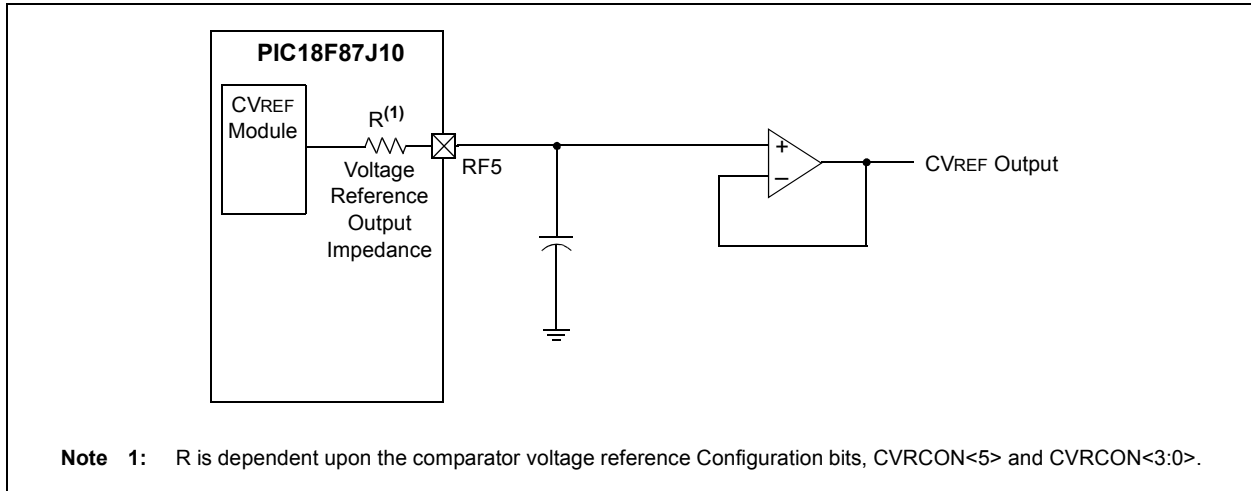 PIC18F87J10
CVREF
Module
R(1)
Voltage
Reference
Output
Impedance
RF5
+
–
CVREF Output
Note 1: R is dependent upon the comparator voltage reference Configuration bits, CVRCON<5> and CVRCON<3:0>.